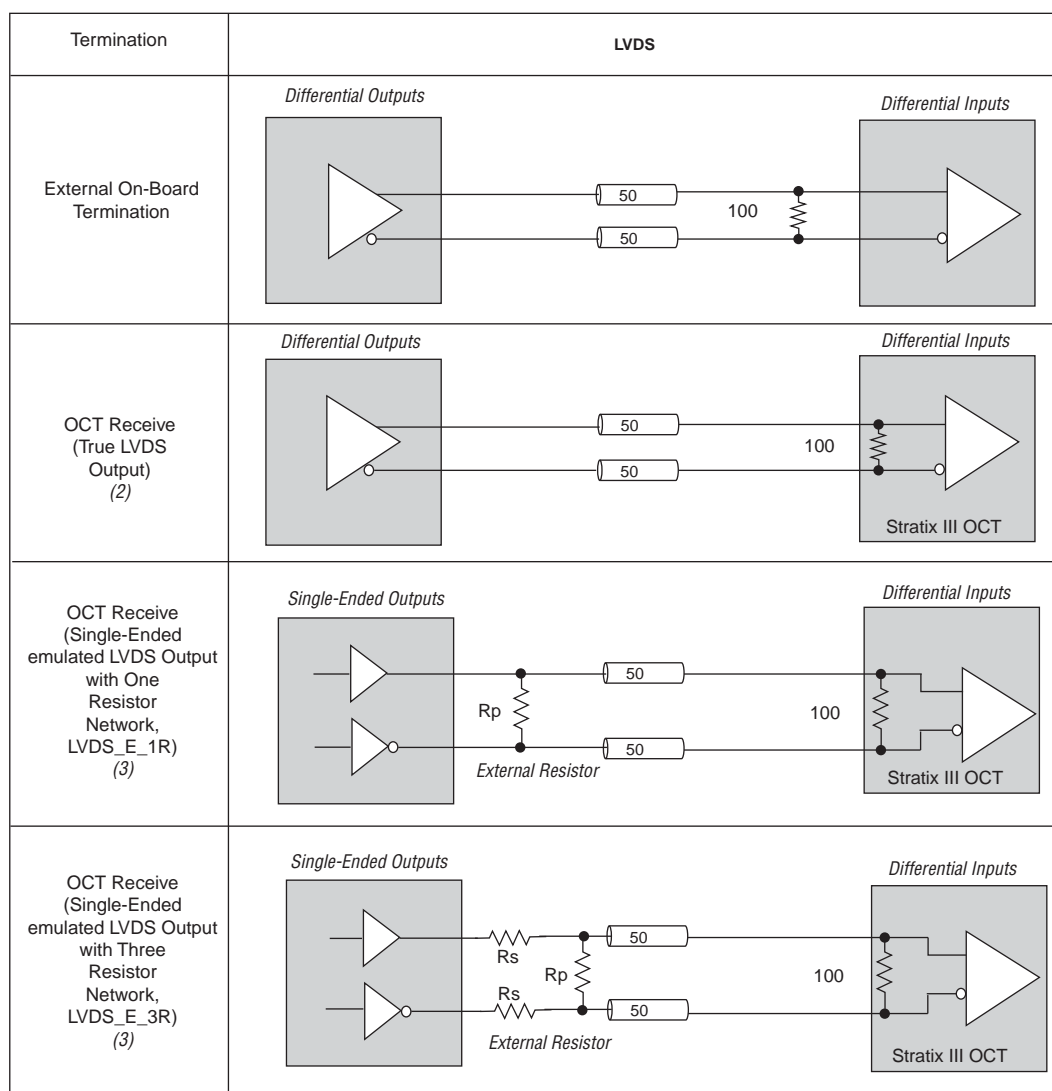 Termination
LVDS
External On-Board
Termination
Differential Outputs
Differential Inputs
50
100
50
OCT Receive
(True LVDS
Output)
(2)
Differential Outputs
Differential Inputs
50
100
50
Stratix III OCT
OCT Receive
(Single-Ended
emulated LVDS Output
with One
Resistor
Network,
LVDS_E_1R)
(3)
Single-Ended Outputs
Differential Inputs
50
Rp
100
50
External Resistor
Stratix III OCT
OCT Receive
(Single-Ended
emulated LVDS Output
with Three
Resistor
Network,
LVDS_E_3R)
(3)
Single-Ended Outputs
Differential Inputs
50
Rs
Rp
100
Rs
50
External Resistor
Stratix III OCT